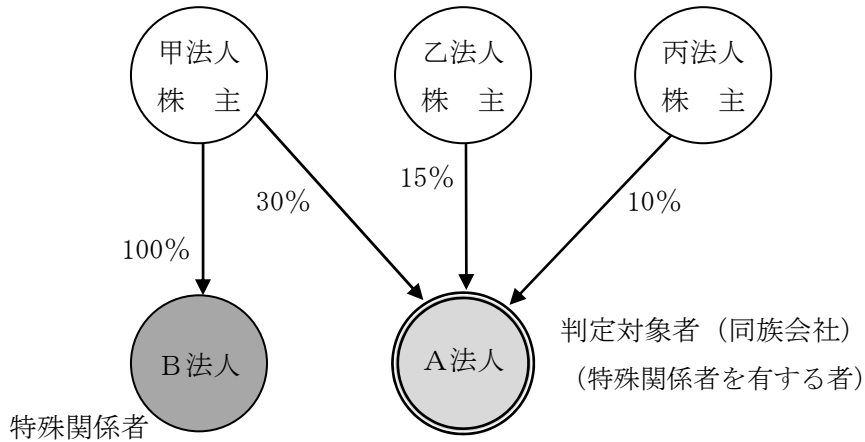 甲法人
株　主
乙法人
株　主
丙法人
株　主
100％
30％
15％
10％
Ｂ法人
Ａ法人
判定対象者（同族会社）
（特殊関係者を有する者）
特殊関係者